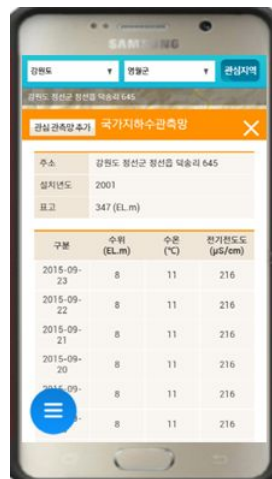 SAMSUNG
강원도 ▼ 영월군 ▼ 관심지역
강원도 정선군 정선읍 덕송리 645
관심 관측망 추가 국가지하수관측망 X
주소 강원도 정선군 정선읍 덕송리 645
설치년도 2001
표고 347 (EL.m)
구분 수위 (EL.m) 수온 (℃) 전기전도도 (μS/cm)
2015-09-23 8 11 216
2015-09-22 8 11 216
2015-09-21 8 11 216
2015-09-20 8 11 216
8 11 216
8 11 216